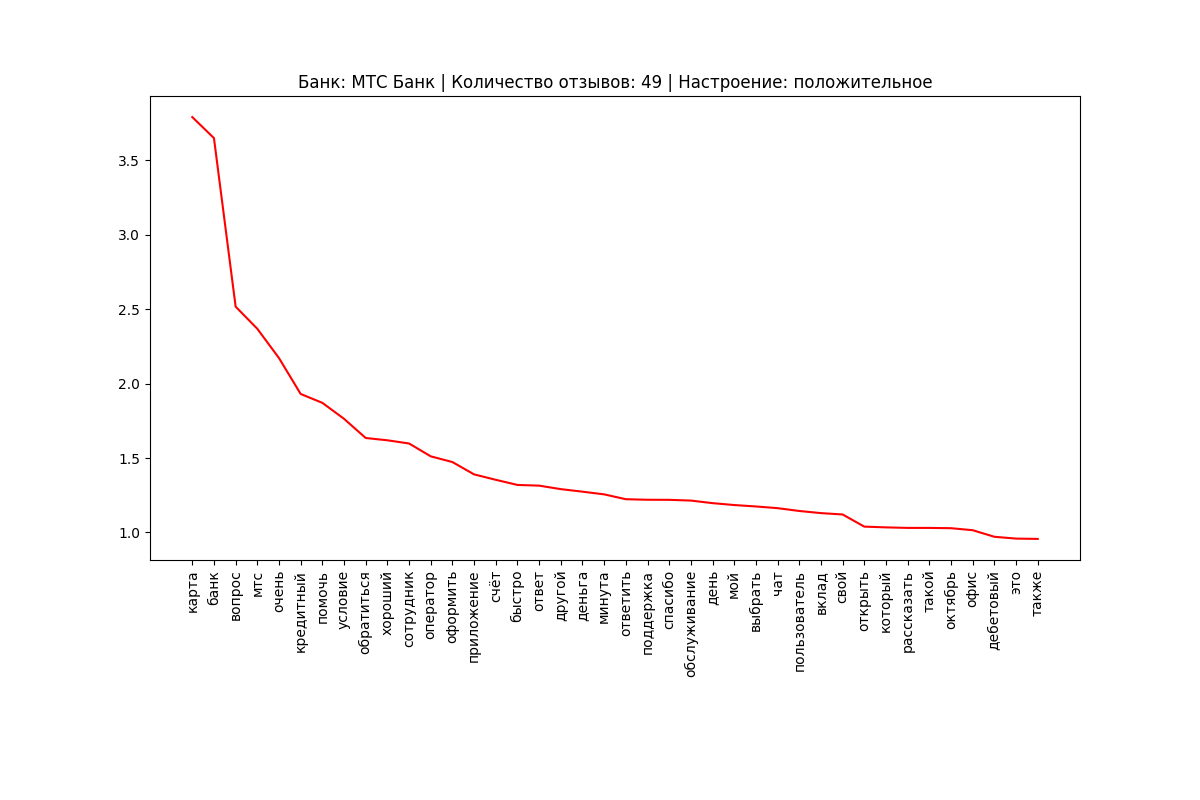 Банк: МТС Банк | Количество отзывов: 49 | Настроение: положительное
3.5
3.0
2.5
2.0
1.5
1.0
карта
банк
вопрос
мтс
очень
кредитный
помочь
условие
обратиться
хороший
сотрудник
оператор
оформить
приложение
счёт
быстро
ответ
другой
деньга
минута
ответить
поддержка
спасибо
обслуживание
день
мой
выбрать
чат
пользователь
вклад
свой
открыть
который
рассказать
такой
октябрь
офис
дебетовый
это
также